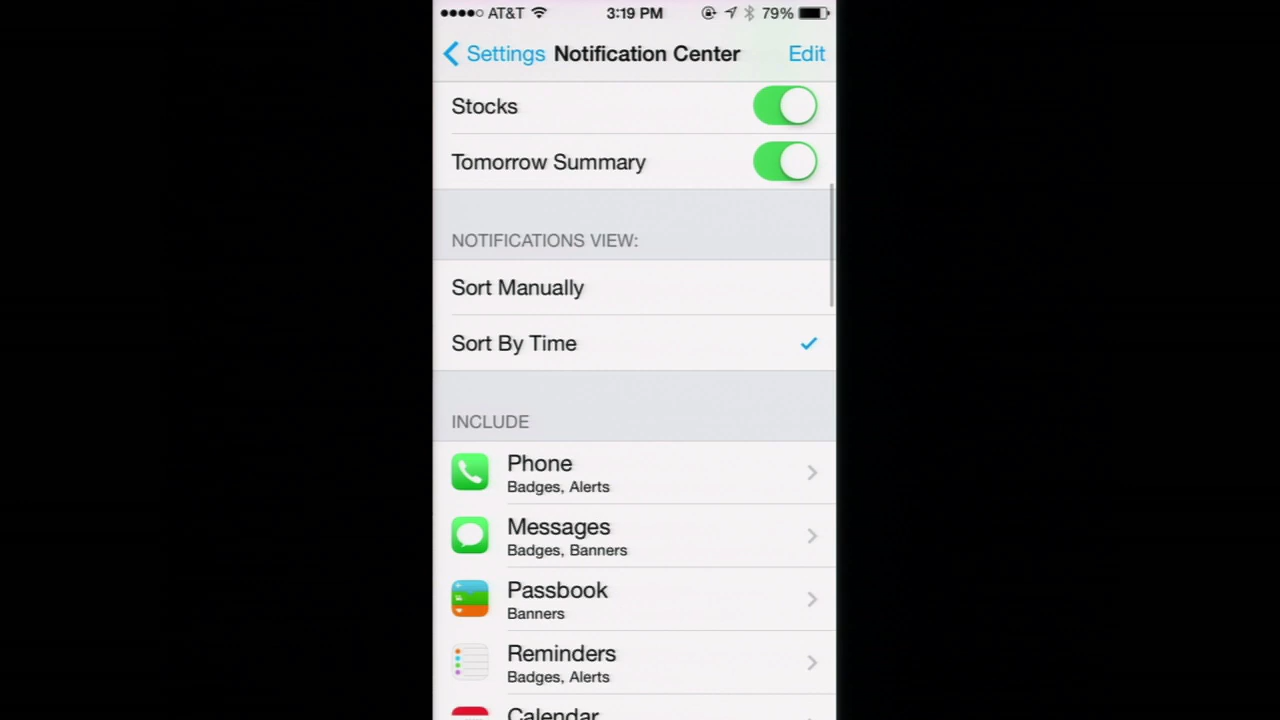 AT&T 3:19 PM 79%
Settings Notification Center Edit
Stocks
Tomorrow Summary
NOTIFICATIONS VIEW:
Sort Manually
Sort By Time
INCLUDE
Phone
Badges, Alerts
Messages
Badges, Banners
Passbook
Banners
Reminders
Badges, Alerts
Calendar